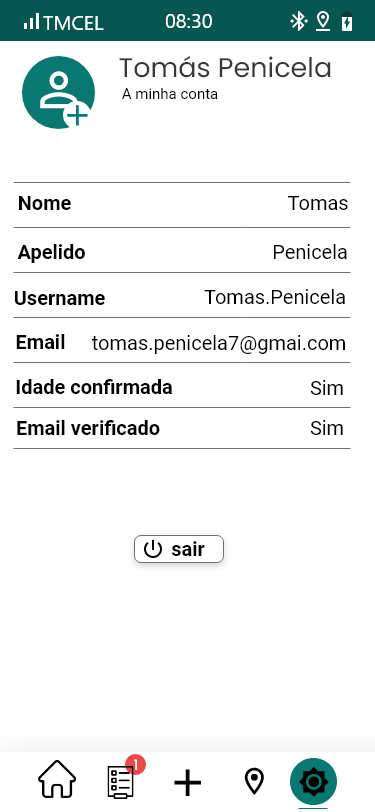 TMCEL 08:30
Tomás Penicela
A minha conta
Nome Tomas
Apelido Penicela
Username Tomas.Penicela
Email tomas.penicela7@gmai.com
Idade confirmada Sim
Email verificado Sim
sair
1